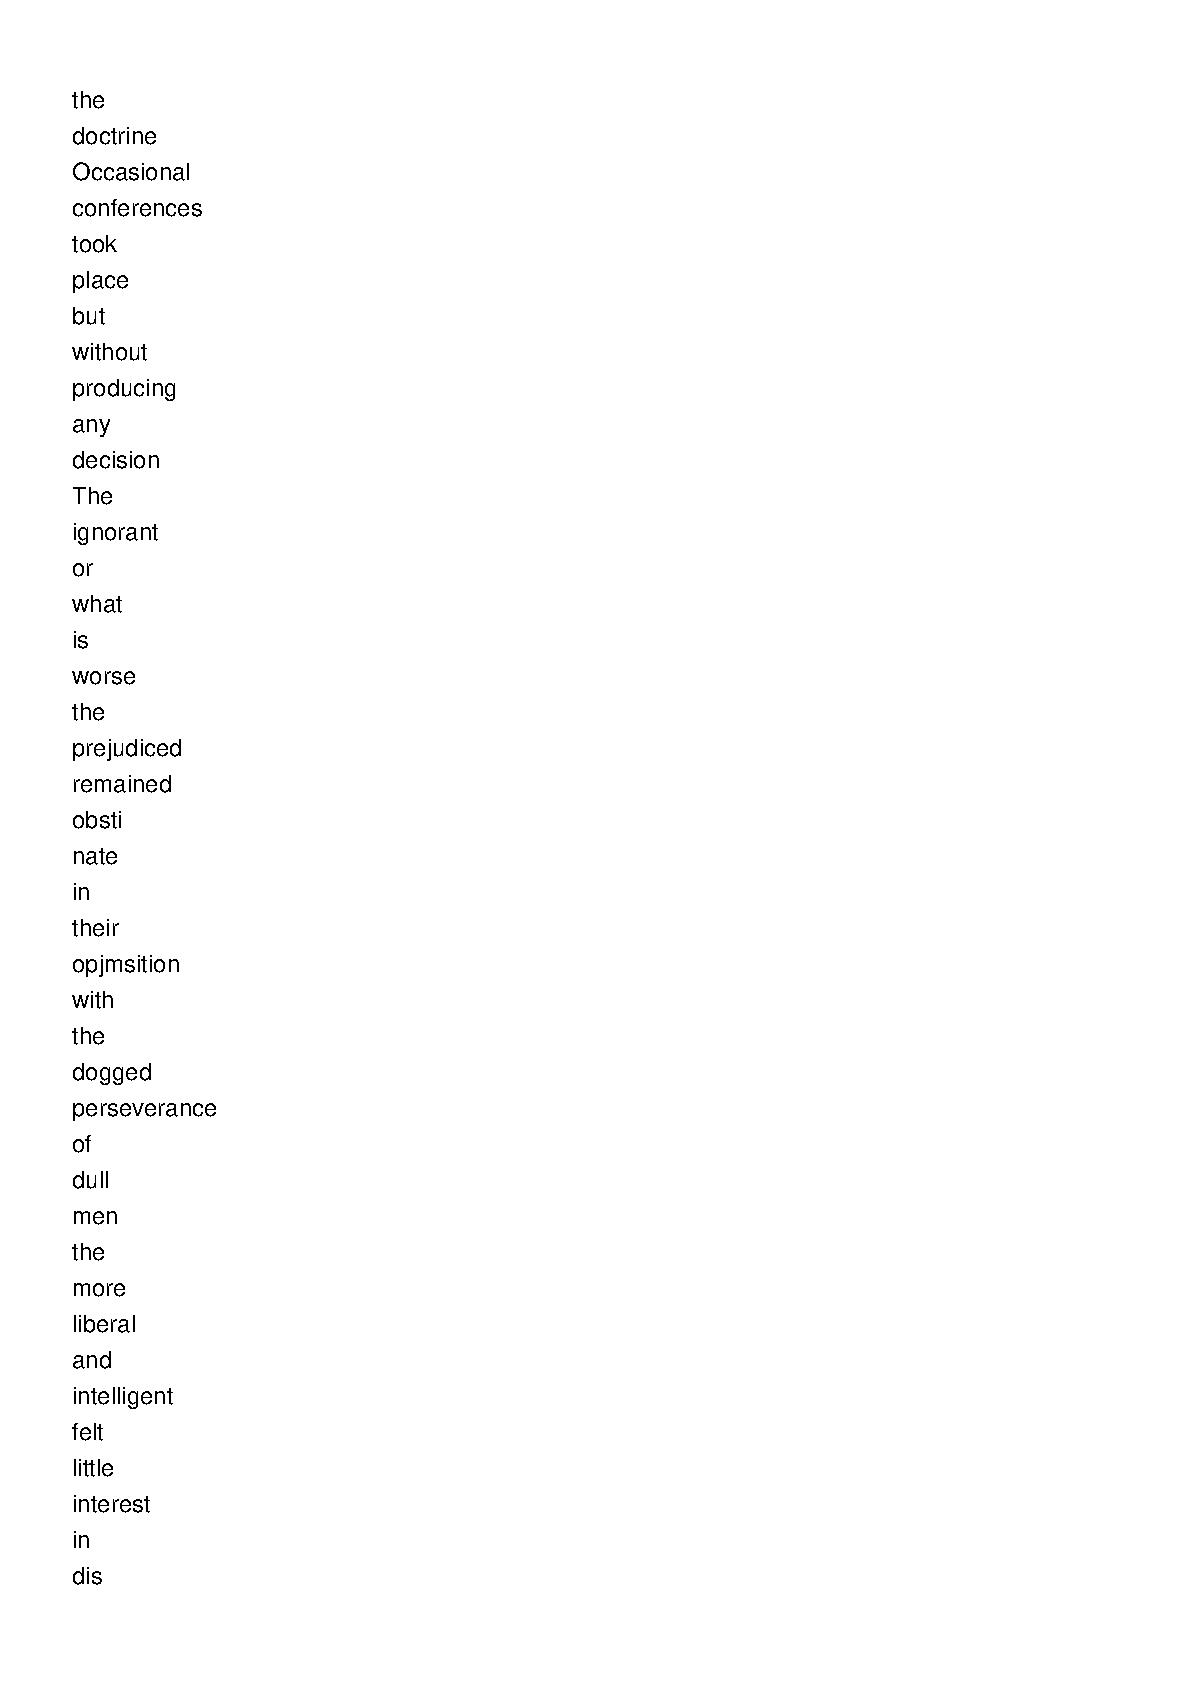 the
doctrine
Occasional
conferences
took
place
but
without
producing
any
decision
The
ignorant
or
what
is
worse
the
prejudiced
remained
obsti
nate
in
their
opjmsition
with
the
dogged
perseverance
of
dull
men
the
more
liberal
and
intelligent
felt
little
interest
in
dis